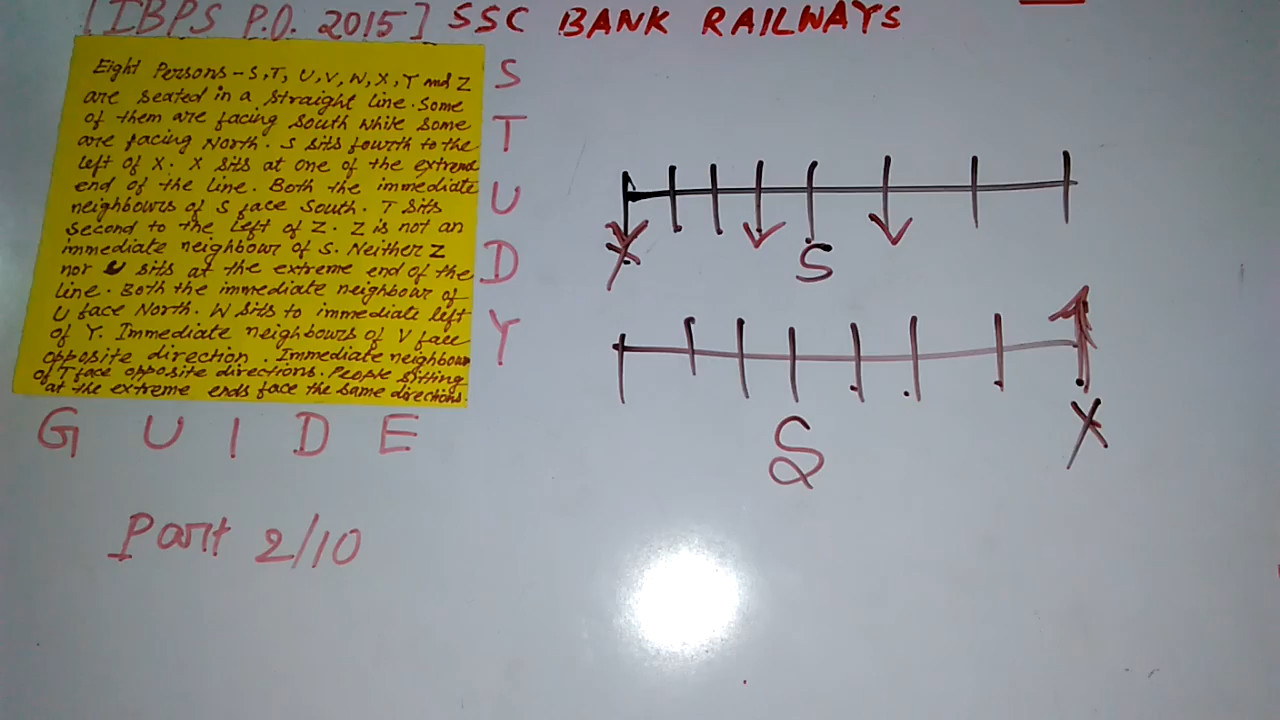 [IBPS P.O. 2015] SSC BANK RAILWAYS
Eight Persons - S,T, U,V, W, X, Y and Z
are seated in a straight line. Some
of them are facing South while some
are facing North. S sits fourth to the
left of X. X sits at one of the extreme
end of the line. Both the immediate
neighbours of S face South. T sits
second to the left of Z. Z is not an
immediate neighbour of S. Neither Z
nor U sits at the extreme end of the
line. Both the immediate neighbour of
U face North. W sits to immediate left
of Y. Immediate neighbours of V face
opposite direction. Immediate neighbour
of T face opposite directions. People sitting
at the extreme ends face the same directions.
S
T
U
D
Y
G U I D E
Part 2/10
X S
S X